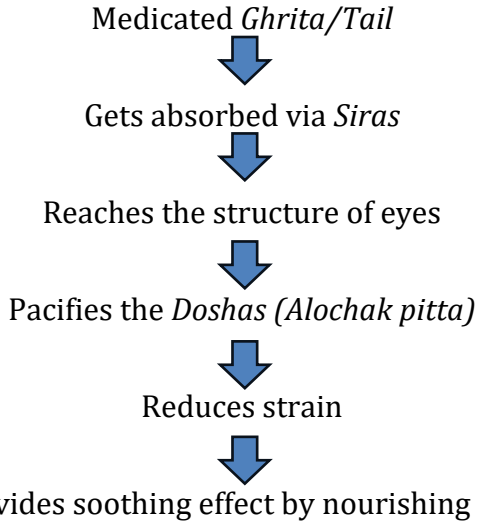 Medicated Ghrita/Tail
Gets absorbed via Siras
Reaches the structure of eyes
Pacifies the Doshas (Alochak pitta)
Reduces strain
vides soothing effect by nourishing